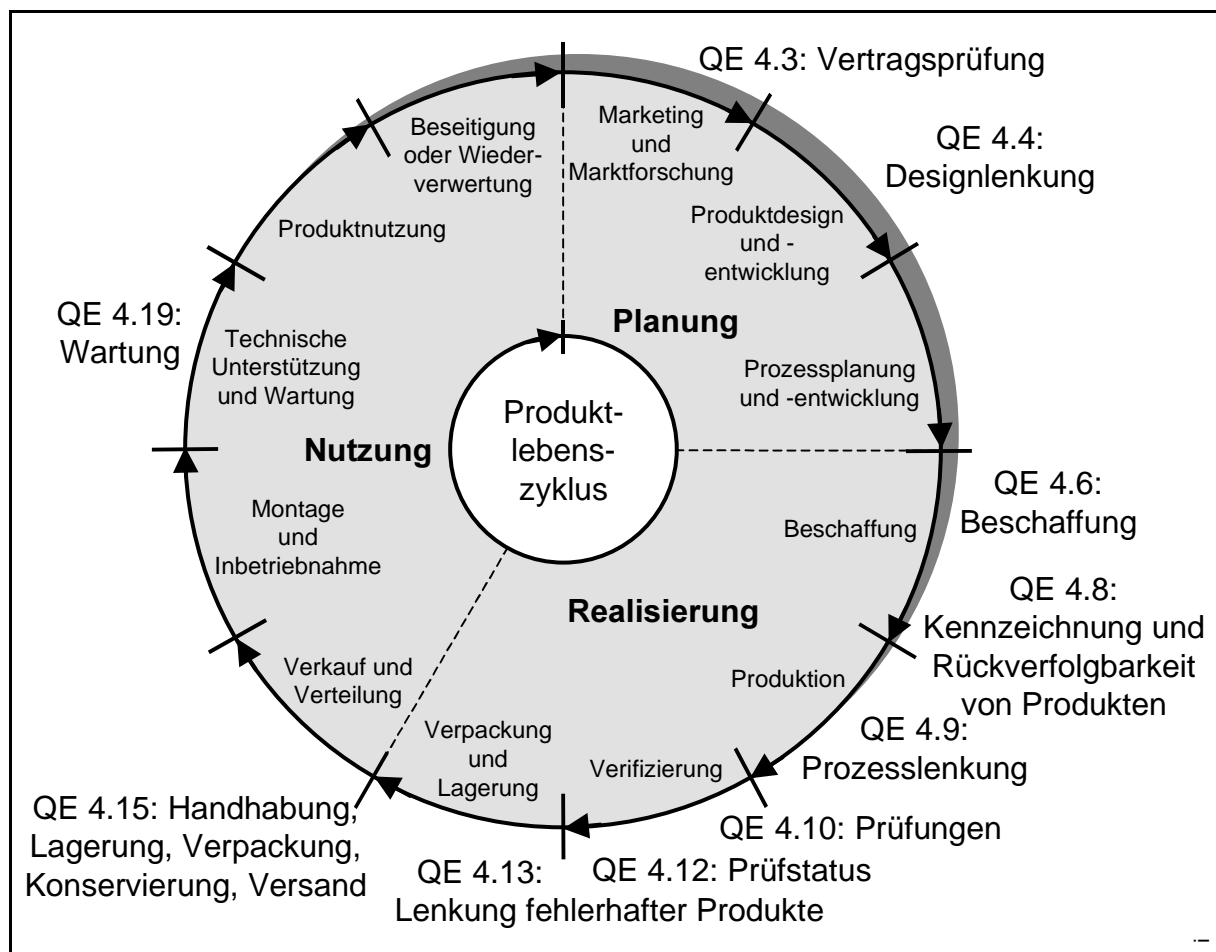 QE 4.3: Vertragsprüfung
Marketing
und
Marktforschung
QE 4.4:
Designlenkung
Produktdesign
und -
entwicklung
Planung
Prozessplanung
und -entwicklung
QE 4.6:
Beschaffung
Beschaffung
QE 4.8:
Kennzeichnung und
Rückverfolgbarkeit
von Produkten
Realisierung
Produktion
QE 4.9:
Prozesslenkung
Verifizierung
QE 4.10: Prüfungen
QE 4.12: Prüfstatus
QE 4.13:
Lenkung fehlerhafter Produkte
Verpackung
und
Lagerung
QE 4.15: Handhabung,
Lagerung, Verpackung,
Konservierung, Versand
Verkauf und
Verteilung
Montage
und
Inbetriebnahme
Nutzung
Technische
Unterstützung
und Wartung
QE 4.19:
Wartung
Produktnutzung
Beseitigung
oder Wieder-
verwertung
Produkt-
lebens-
zyklus